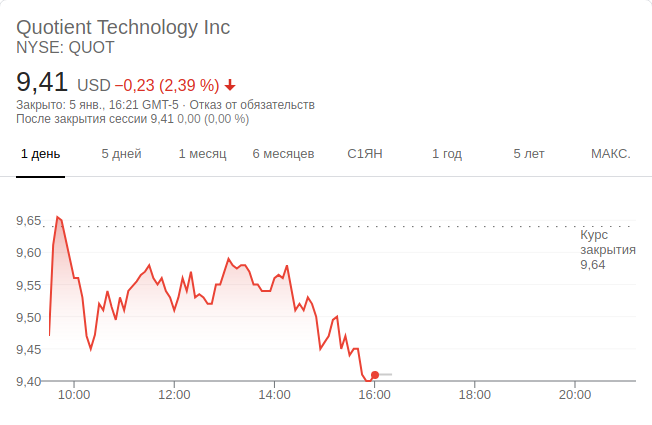 Quotient Technology Inc
NYSE: QUOT
9,41 USD −0,23 (2,39 %)
Закрыто: 5 янв., 16:21 GMT-5 · Отказ от обязательств
После закрытия сессии 9,41 0,00 (0,00 %)
1 день 5 дней 1 месяц 6 месяцев С1ЯН 1 год 5 лет МАКС.
9,65
9,60
9,55
9,50
9,45
9,40
Курс
закрытия
9,64
10:00 12:00 14:00 16:00 18:00 20:00